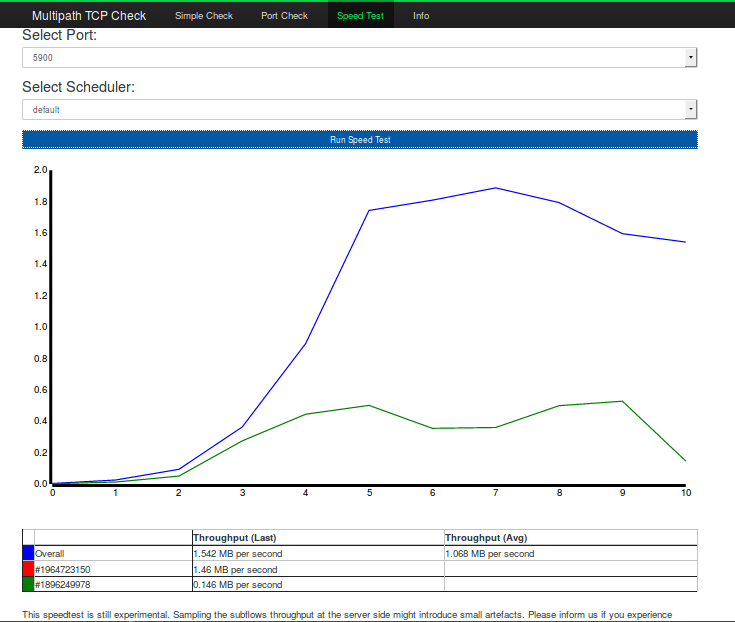 Multipath TCP Check Simple Check Port Check Speed Test Info
Select Port:
5900
Select Scheduler:
default
Run Speed Test
2.0
1.8
1.6
1.4
1.2
1.0
0.8
0.6
0.4
0.2
0.0
0 1 2 3 4 5 6 7 8 9 10
Throughput (Last) Throughput (Avg)
Overall 1.542 MB per second 1.068 MB per second
#1964723150 1.46 MB per second
#1896249978 0.146 MB per second
This speedtest is still experimental. Sampling the subflows throughput at the server side might introduce small artefacts. Please inform us if you experience